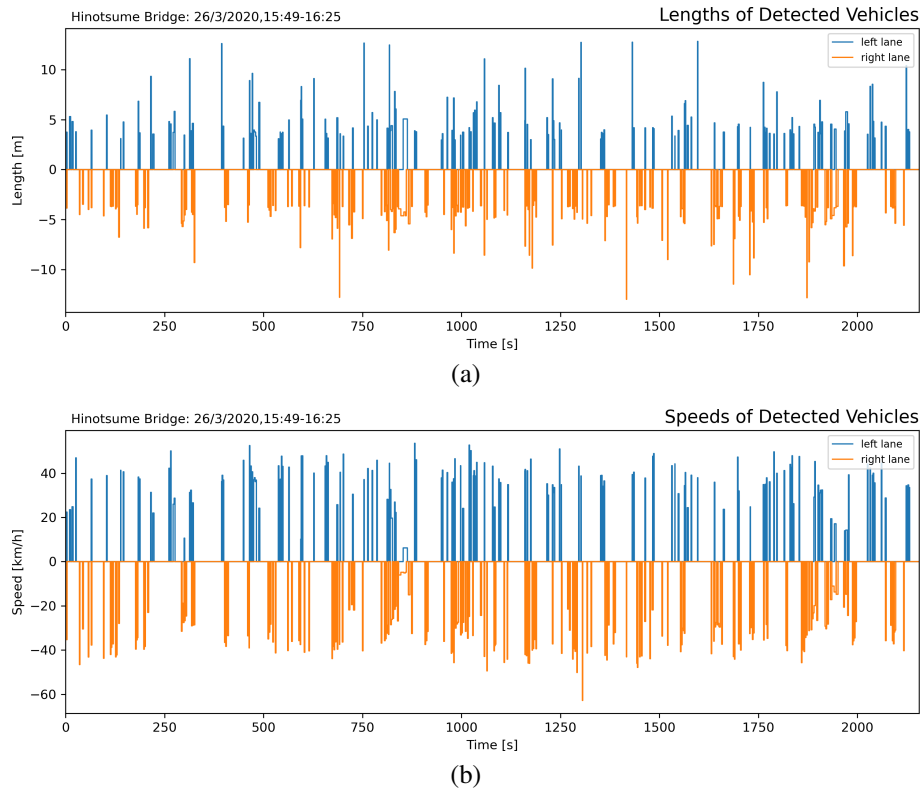 Hinotsume Bridge: 26/3/2020,15:49-16:25 Lengths of Detected Vehicles
left lane
right lane
10
5
0
−5
−10
Length [m]
0 250 500 750 1000 1250 1500 1750 2000
Time [s]
(a)
Hinotsume Bridge: 26/3/2020,15:49-16:25 Speeds of Detected Vehicles
left lane
right lane
40
20
0
−20
−40
−60
Speed [km/h]
0 250 500 750 1000 1250 1500 1750 2000
Time [s]
(b)